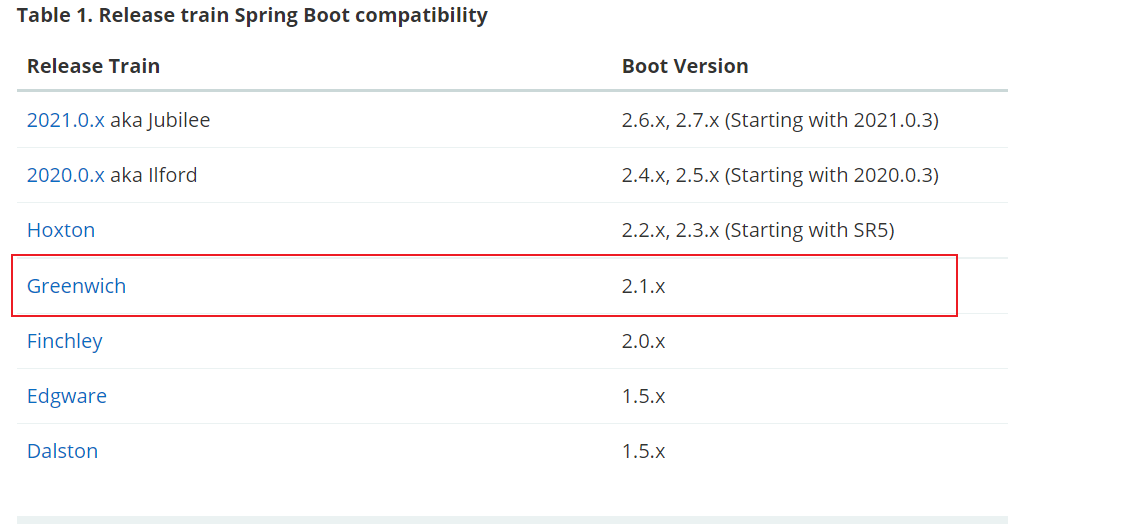 Table 1. Release train Spring Boot compatibility
Release Train Boot Version
2021.0.x aka Jubilee 2.6.x, 2.7.x (Starting with 2021.0.3)
2020.0.x aka Ilford 2.4.x, 2.5.x (Starting with 2020.0.3)
Hoxton 2.2.x, 2.3.x (Starting with SR5)
Greenwich 2.1.x
Finchley 2.0.x
Edgware 1.5.x
Dalston 1.5.x